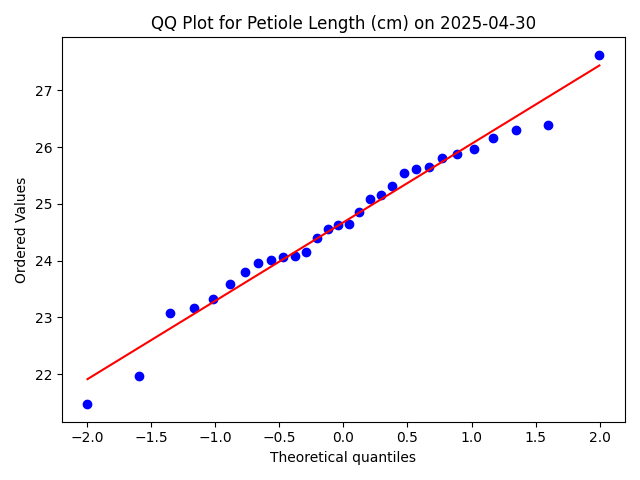 QQ Plot for Petiole Length (cm) on 2025-04-30
Ordered Values
27
26
25
24
23
22
−2.0 −1.5 −1.0 −0.5 0.0 0.5 1.0 1.5 2.0
Theoretical quantiles